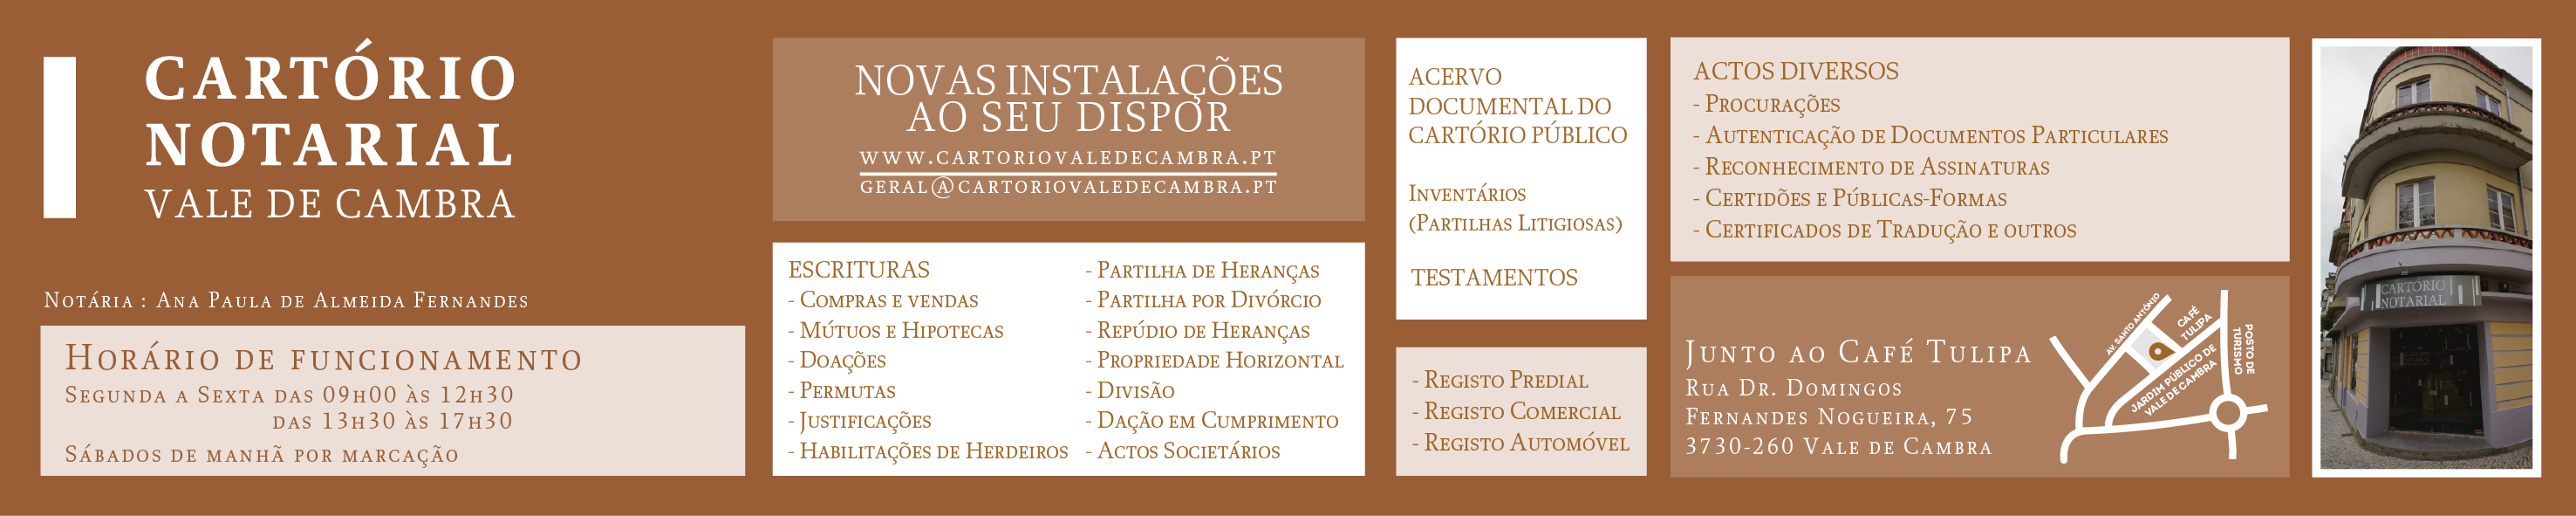 CARTÓRIO
NOTARIAL
VALE DE CAMBRA
Notária : Ana Paula de Almeida Fernandes
Horário de funcionamento
Segunda a Sexta das 09h00 às 12h30
das 13h30 às 17h30
Sábados de manhã por marcação
NOVAS INSTALAÇÕES
AO SEU DISPOR
www.cartoriovaledecambra.pt
geral@cartoriovaledecambra.pt
ESCRITURAS
- Compras e vendas
- Mútuos e Hipotecas
- Doações
- Permutas
- Justificações
- Habilitações de Herdeiros
- Partilha de Heranças
- Partilha por Divórcio
- Repúdio de Heranças
- Propriedade Horizontal
- Divisão
- Dação em Cumprimento
- Actos Societários
ACERVO
DOCUMENTAL DO
CARTÓRIO PÚBLICO
Inventários
(Partilhas Litigiosas)
TESTAMENTOS
- Registo Predial
- Registo Comercial
- Registo Automóvel
ACTOS DIVERSOS
- Procurações
- Autenticação de Documentos Particulares
- Reconhecimento de Assinaturas
- Certidões e Públicas-Formas
- Certificados de Tradução e outros
Junto ao Café Tulipa
Rua Dr. Domingos
Fernandes Nogueira, 75
3730-260 Vale de Cambra
AV. SANTO ANTÓNIO
CAFÉ
TULIPA
JARDIM PÚBLICO DE
VALE DE CAMBRA
POSTO DE
TURISMO
CARTÓRIO
NOTARIAL